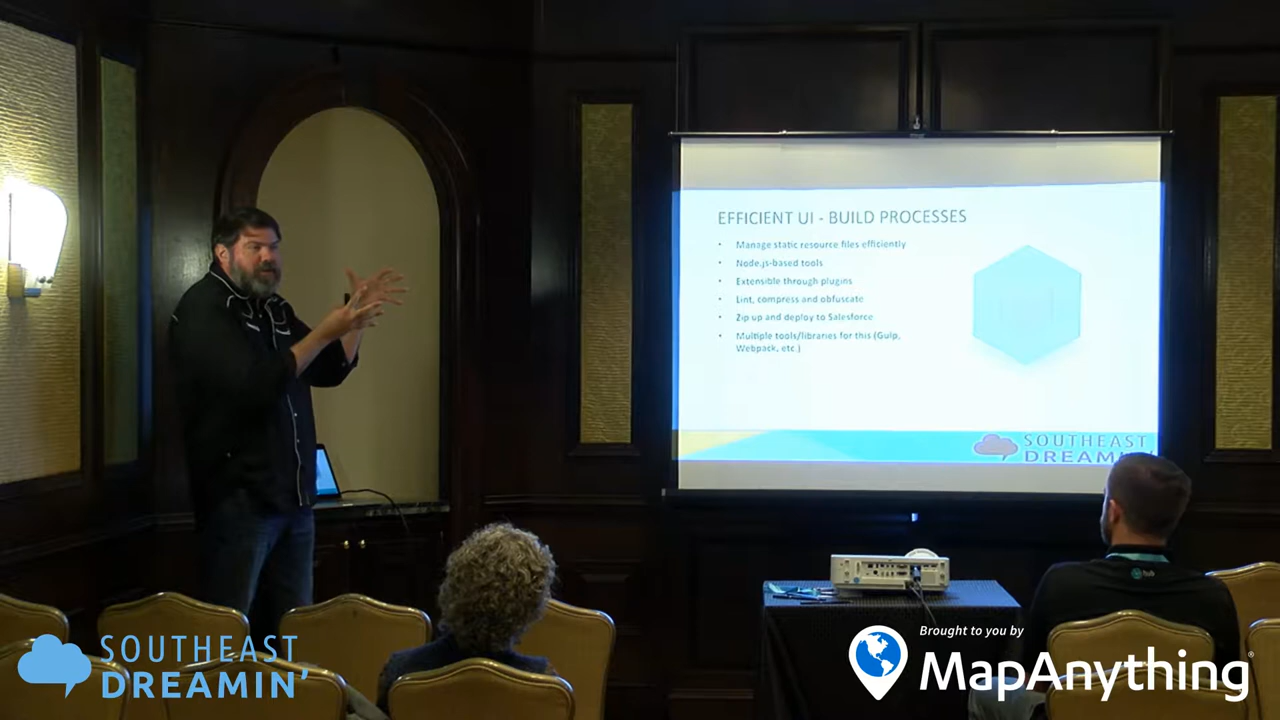 EFFICIENT UI - BUILD PROCESSES
• Manage static resource files efficiently
• Node.js-based tools
• Extensible through plugins
• Lint, compress and obfuscate
• Zip up and deploy to Salesforce
• Multiple tools/libraries for this (Gulp,
Webpack, etc.)
SOUTHEAST
DREAMIN'
SOUTHEAST
DREAMIN'
Brought to you by
MapAnything®